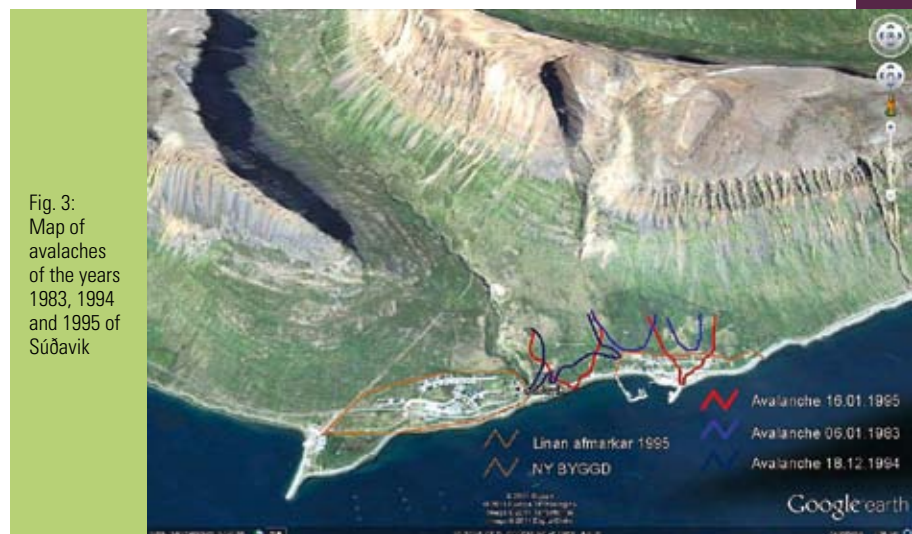 Fig. 3:
Map of
avalaches
of the years
1983, 1994
and 1995 of
Súðavik
Linan afmarkar 1995
NY BYGGD
Avalanche 16.01.1995
Avalanche 06.01.1983
Avalanche 18.12.1994
Google earth